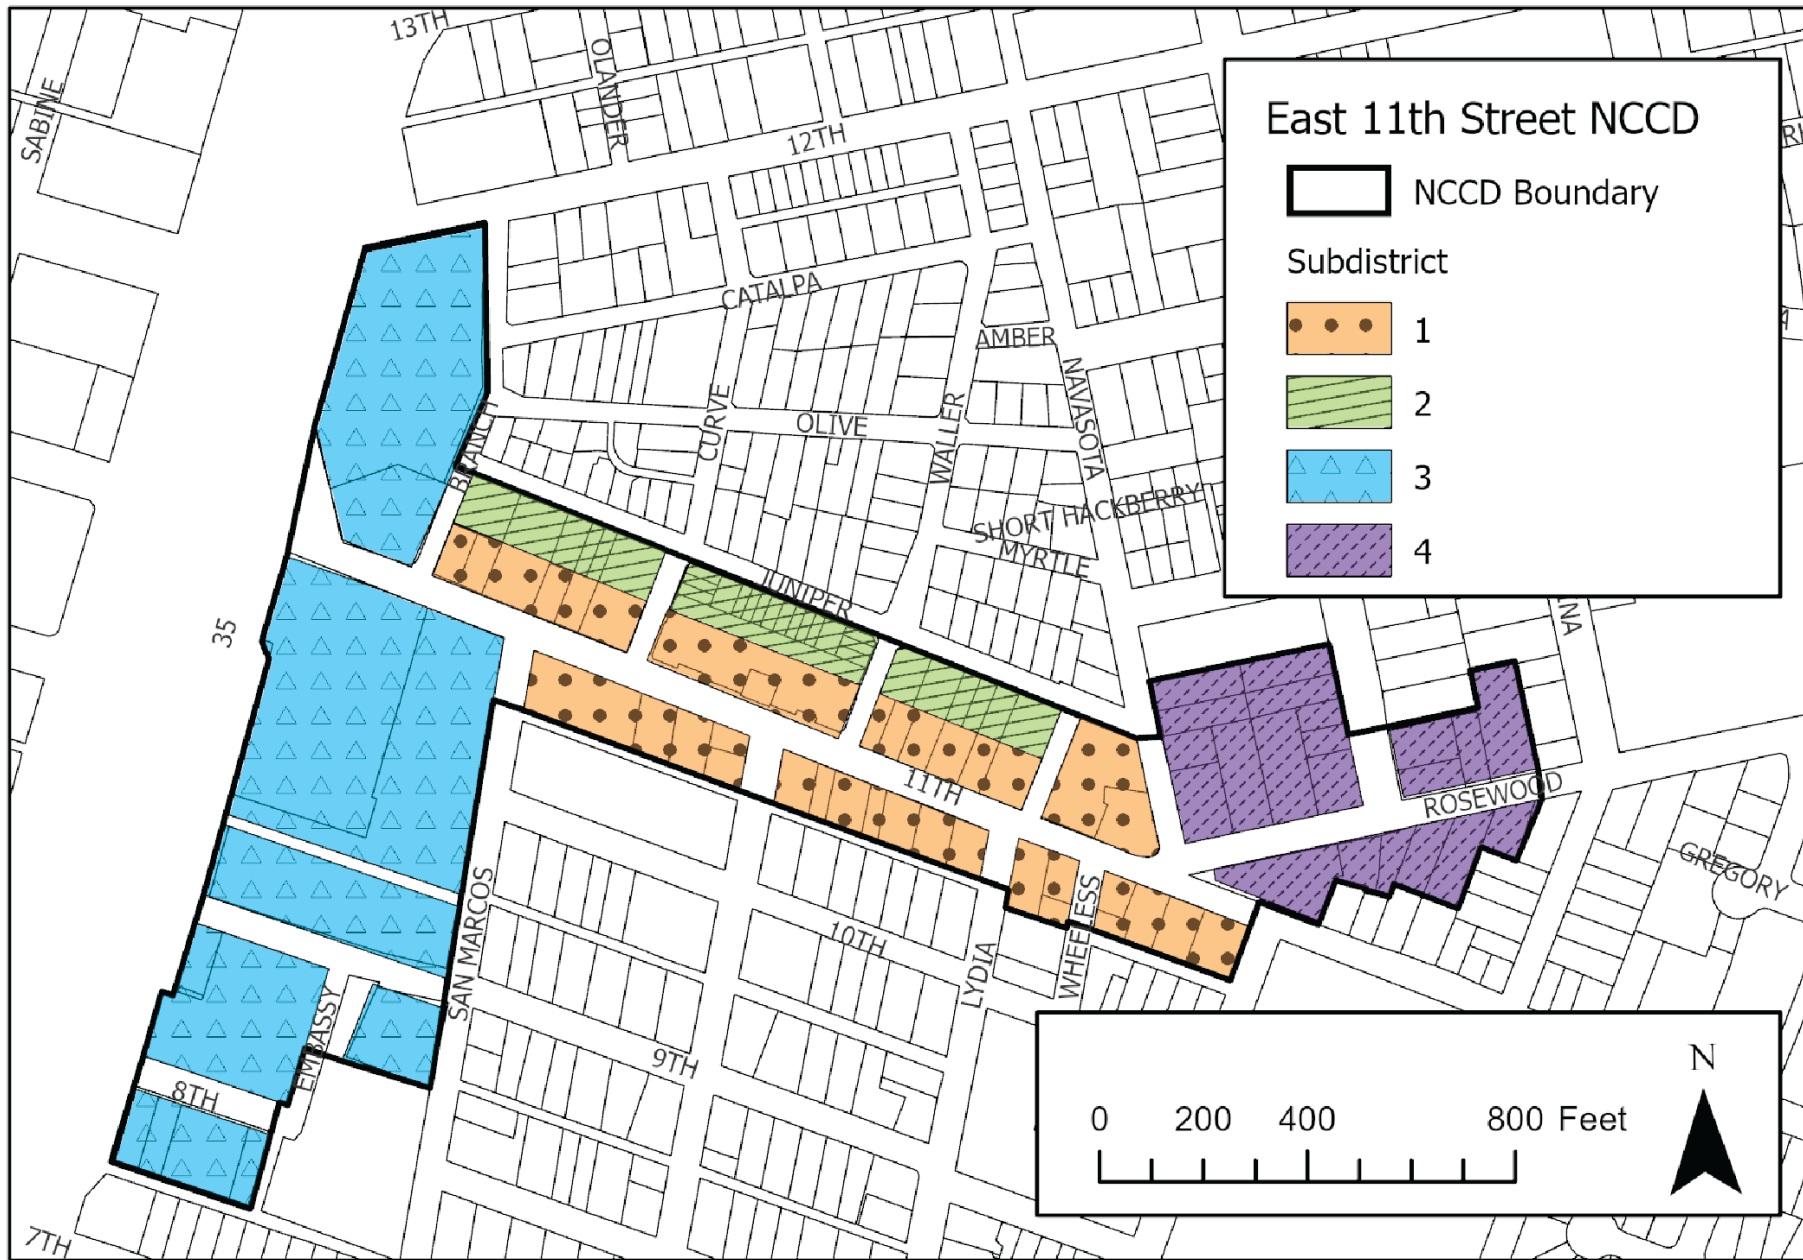 13TH
OLANDER
SABINE
12TH
East 11th Street NCCD
NCCD Boundary
Subdistrict
1
2
3
4
CATALPA
AMBER
NAVASOTA
CURVE
OLIVE
WALLER
BRANCH
SHORT HACKBERRY
MYRTLE
JUNIPER
35
11TH
ROSEWOOD
GREGORY
SAN MARCOS
10TH
LYDIA
WHEELESS
EMBASSY
9TH
8TH
7TH
0 200 400 800 Feet
N